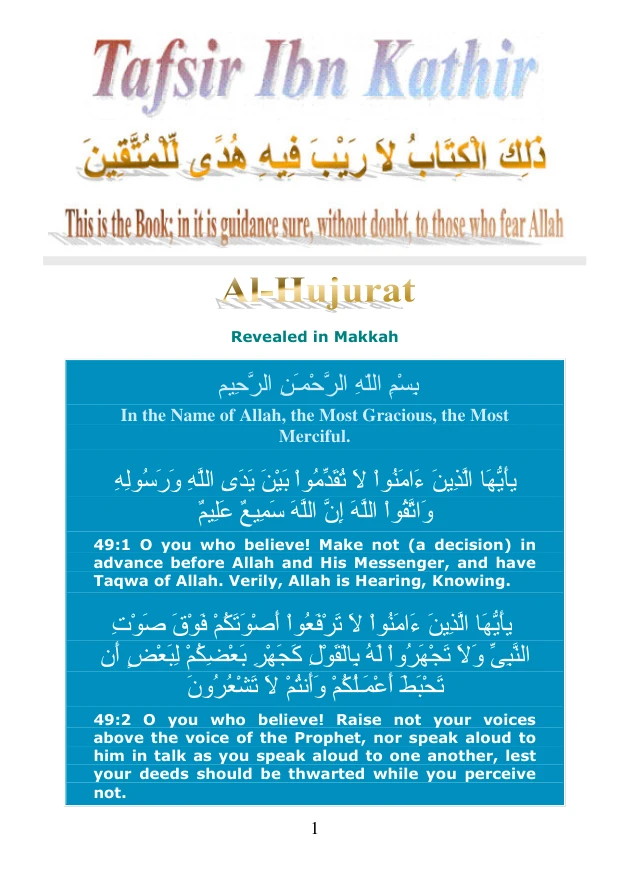 Tafsir Ibn Kathir
ذَلِكَ الْكِتَابُ لاَ رَيْبَ فِيهِ هُدًى لِّلْمُتَّقِينَ
This is the Book; in it is guidance sure, without doubt, to those who fear Allah
Al-Hujurat
Revealed in Makkah
بِسْمِ اللَّهِ الرَّحْمَـنِ الرَّحِيمِ
In the Name of Allah, the Most Gracious, the Most
Merciful.
يأَيُّهَا الَّذِينَ ءَامَنُواْ لاَ تُقَدِّمُواْ بَيْنَ يَدَىِ اللَّهِ وَرَسُولِهِ
وَاتَّقُواْ اللَّهَ إِنَّ اللَّهَ سَمِيعٌ عَلِيمٌ
49:1 O you who believe! Make not (a decision) in
advance before Allah and His Messenger, and have
Taqwa of Allah. Verily, Allah is Hearing, Knowing.
يأَيُّهَا الَّذِينَ ءَامَنُواْ لاَ تَرْفَعُواْ أَصْوَتَكُمْ فَوْقَ صَوْتِ
النَّبِىِّ وَلاَ تَجْهَرُواْ لَهُ بِالْقَوْلِ كَجَهْرِ بَعْضِكُمْ لِبَعْضٍ أَن
تَحْبَطَ أَعْمَـلُكُمْ وَأَنتُمْ لاَ تَشْعُرُونَ
49:2 O you who believe! Raise not your voices
above the voice of the Prophet, nor speak aloud to
him in talk as you speak aloud to one another, lest
your deeds should be thwarted while you perceive
not.
1